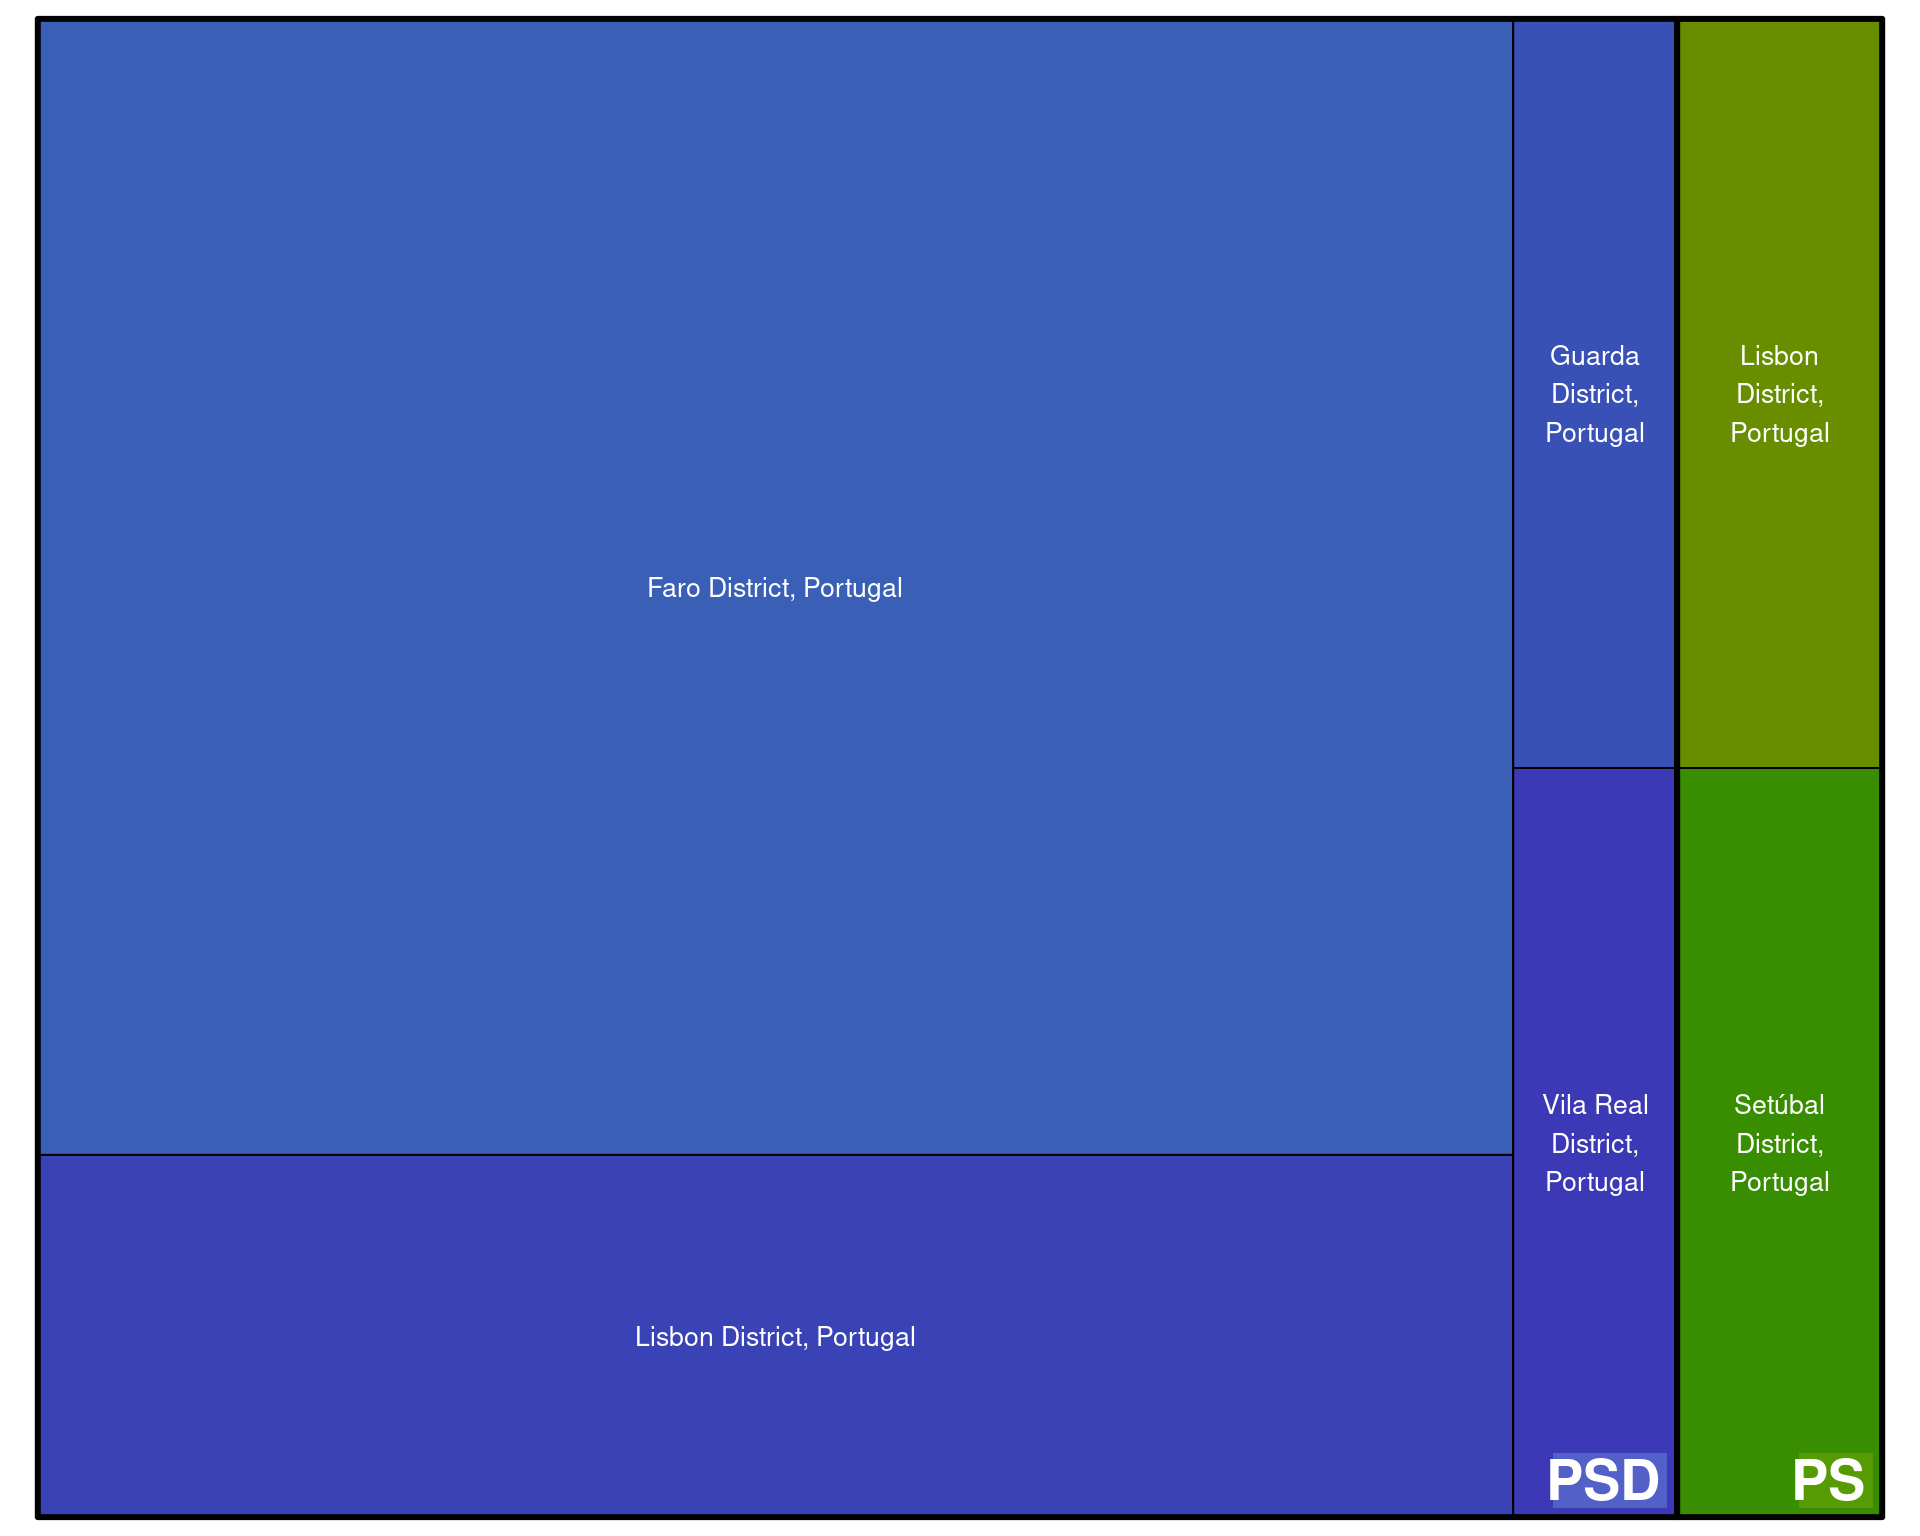 Faro District, Portugal
Lisbon District, Portugal
Guarda
District,
Portugal
Vila Real
District,
Portugal
PSD
Lisbon
District,
Portugal
Setúbal
District,
Portugal
PS